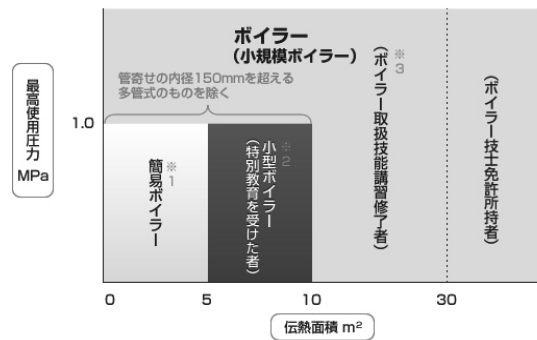 ボイラー
(小規模ボイラー)
管寄せの内径150mmを超える
多管式のものを除く
最高使用圧力
MPa
1.0
※1
簡易ボイラー
※2
小型ボイラー
(特別教育を受けた者)
※3
(ボイラー取扱技能講習修了者)
(ボイラー技士免許所持者)
0
5
10
30
伝熱面積 m²